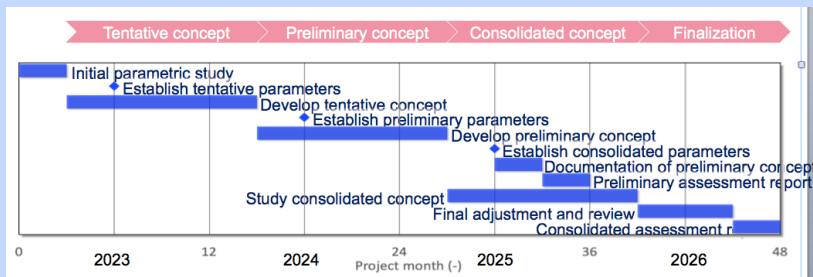 Tentative concept Preliminary concept Consolidated concept Finalization
Initial parametric study
Establish tentative parameters
Develop tentative concept
Establish preliminary parameters
Develop preliminary concept
Establish consolidated parameters
Documentation of preliminary concept
Preliminary assessment report
Study consolidated concept
Final adjustment and review
Consolidated assessment r
0 12 24 36 48
2023 2024 2025 2026
Project month (-)